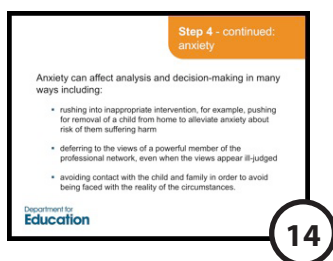 Step 4 - continued:
anxiety
Anxiety can affect analysis and decision-making in many
ways including:
• rushing into inappropriate intervention, for example, pushing
for removal of a child from home to alleviate anxiety about
risk of them suffering harm
• deferring to the views of a powerful member of the
professional network, even when the views appear ill-judged
• avoiding contact with the child and family in order to avoid
being faced with the reality of the circumstances.
Department for
Education
14